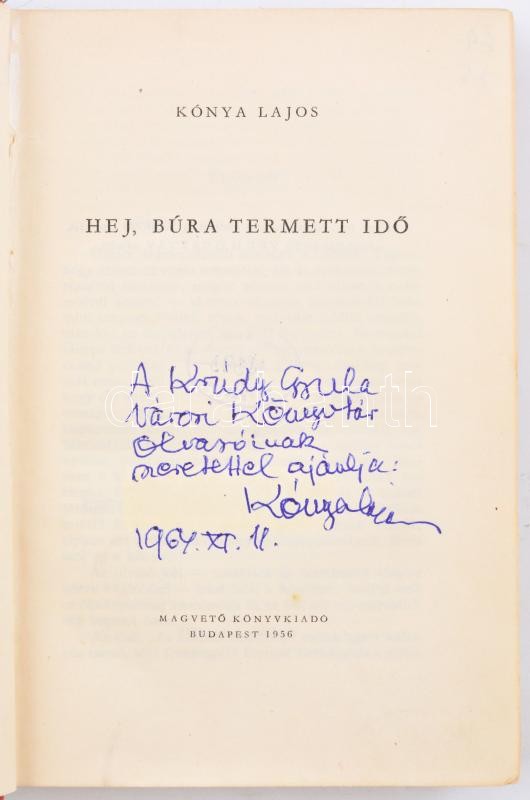 KÓNYA LAJOS
HEJ, BÚRA TERMETT IDŐ
A Krúdy Gyula
Városi Könyvtár
olvasóinak
szeretettel ajánlja:
Kónya Lajos
1964. XI. 11.
MAGVETŐ KÖNYVKIADÓ
BUDAPEST 1956